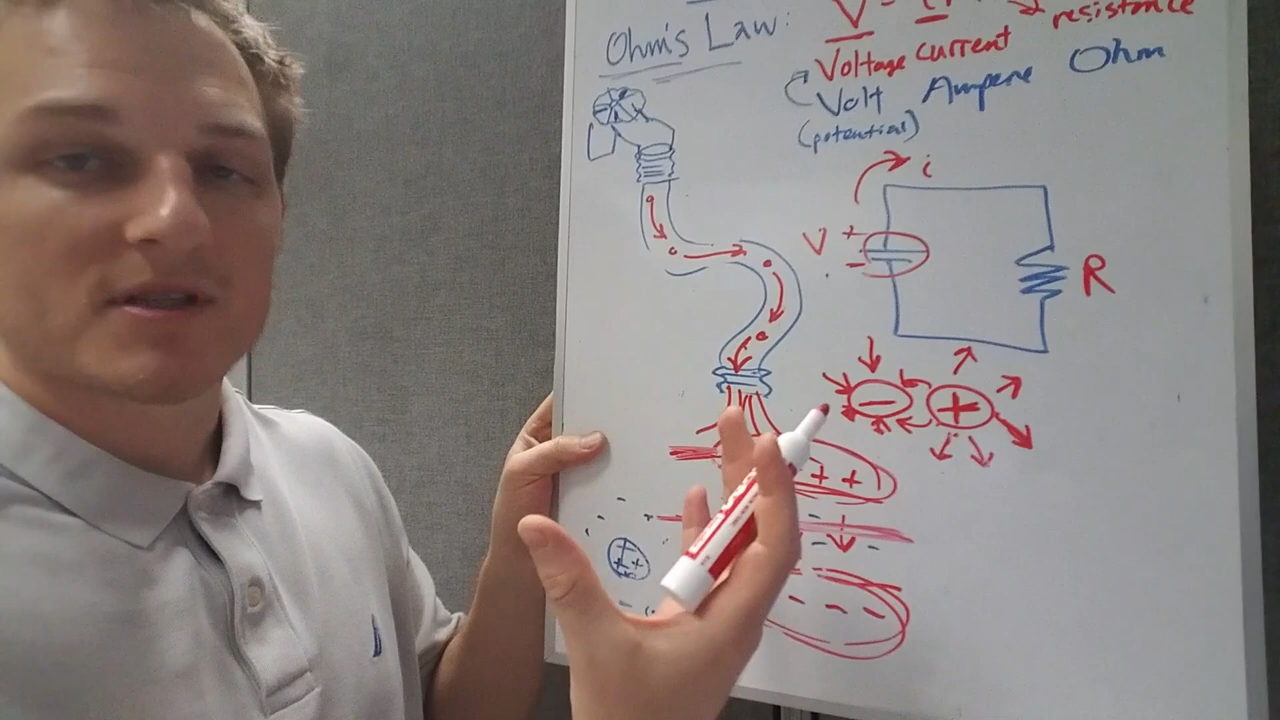 Ohm's Law:
V = i
resistance
Voltage current
Volt Ampere Ohm
(potential)
i
V + -
R
- +
+ +
- - - -